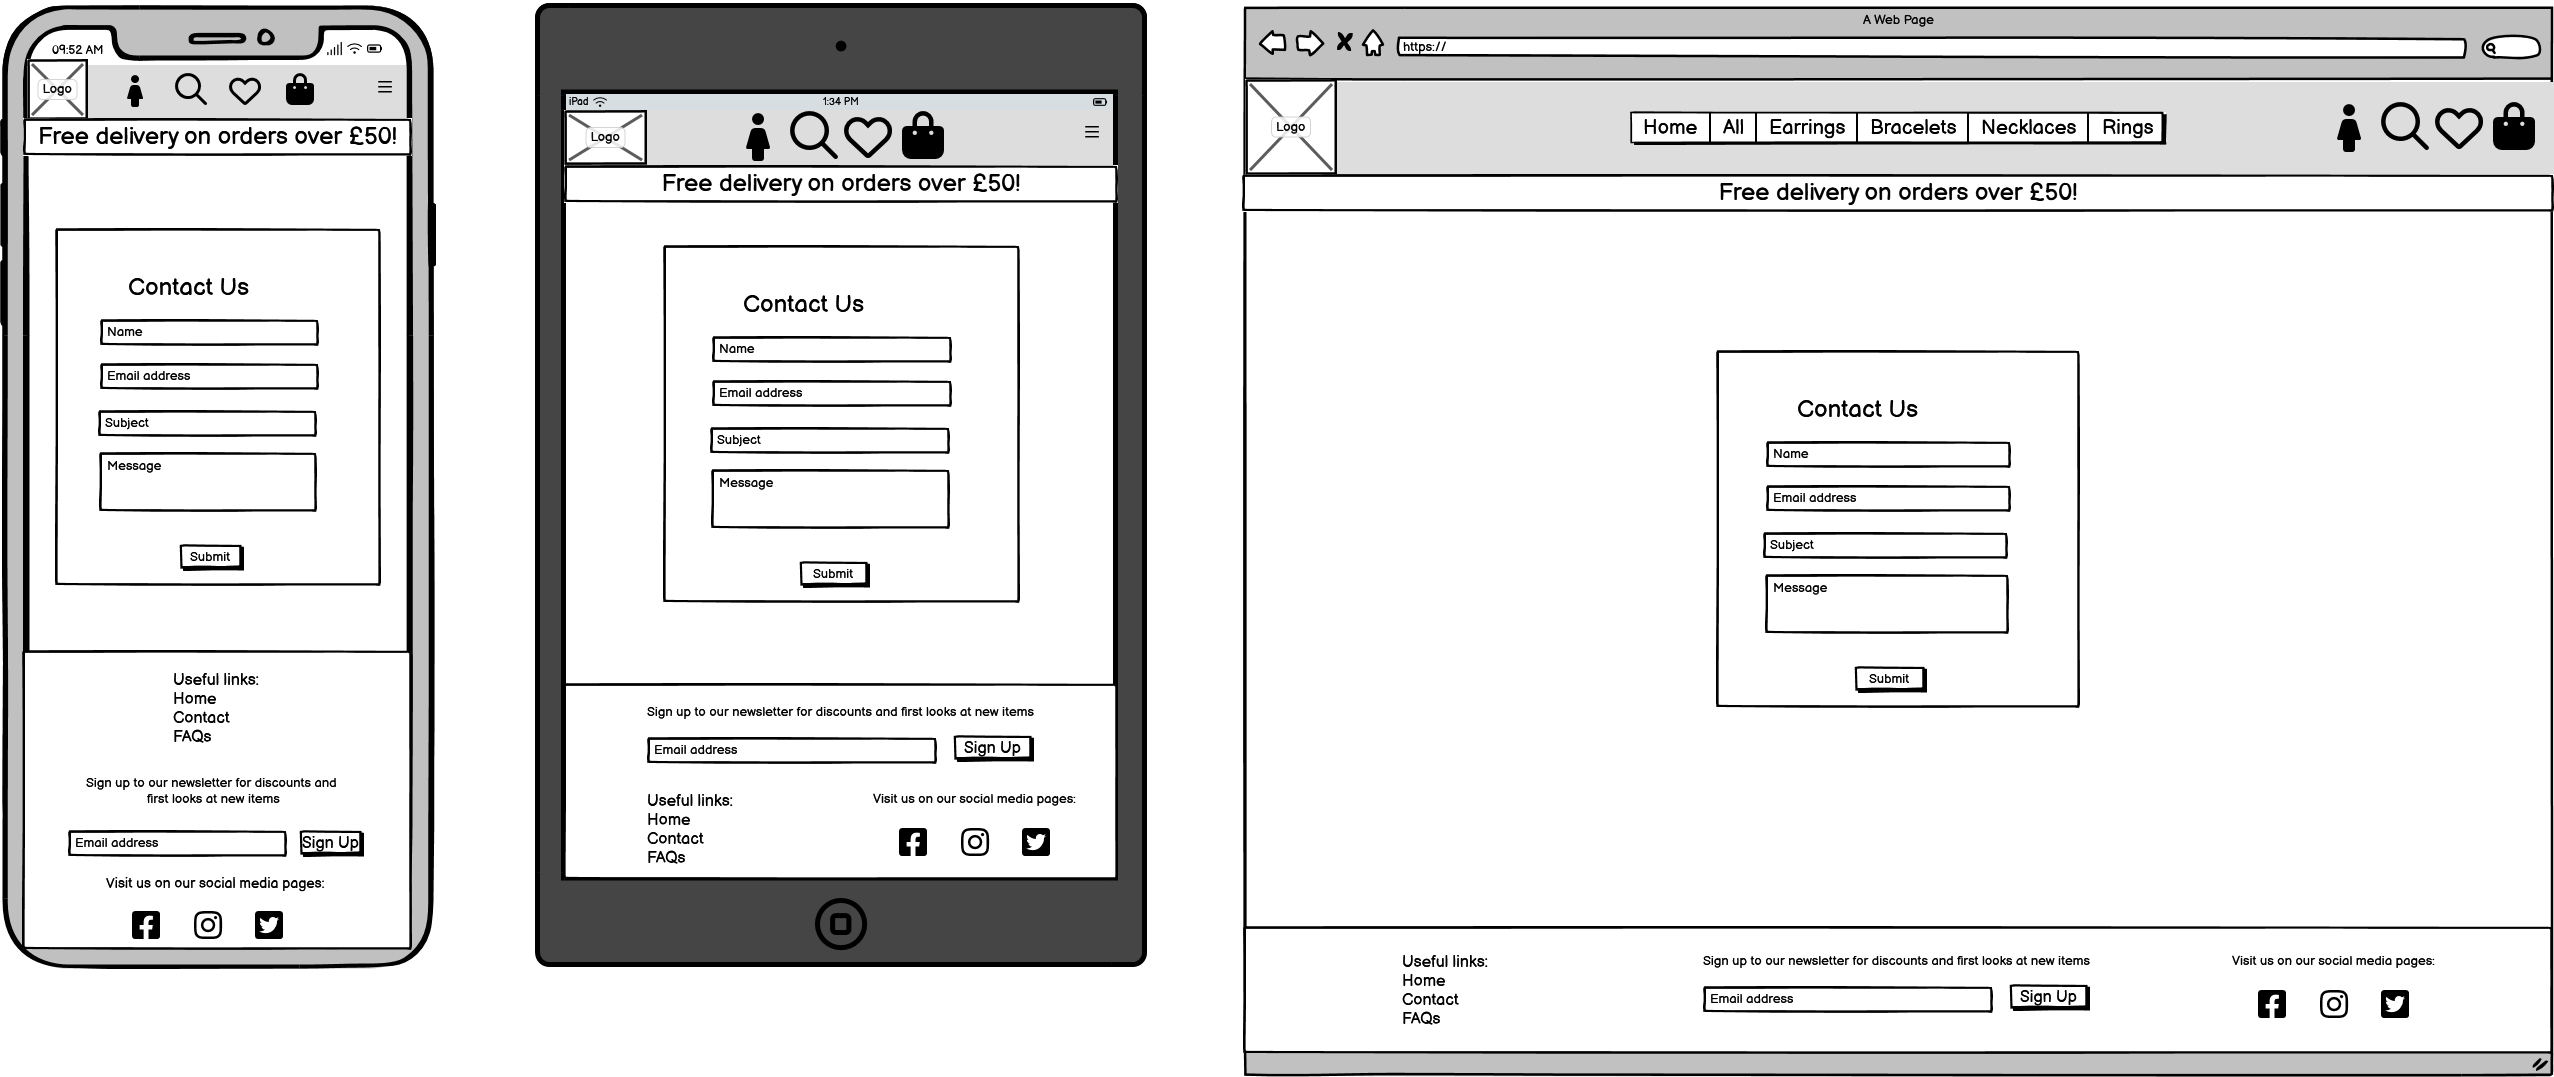 09:52 AM
Logo
Free delivery on orders over £50!
Contact Us
Name
Email address
Subject
Message
Submit
Useful links:
Home
Contact
FAQs
Sign up to our newsletter for discounts and
first looks at new items
Email address
Sign Up
Visit us on our social media pages:
iPad
1:34 PM
Logo
Free delivery on orders over £50!
Contact Us
Name
Email address
Subject
Message
Submit
Sign up to our newsletter for discounts and first looks at new items
Email address
Sign Up
Useful links:
Home
Contact
FAQs
Visit us on our social media pages:
A Web Page
https://
Logo
Home All Earrings Bracelets Necklaces Rings
Free delivery on orders over £50!
Contact Us
Name
Email address
Subject
Message
Submit
Useful links:
Home
Contact
FAQs
Sign up to our newsletter for discounts and first looks at new items
Email address
Sign Up
Visit us on our social media pages: